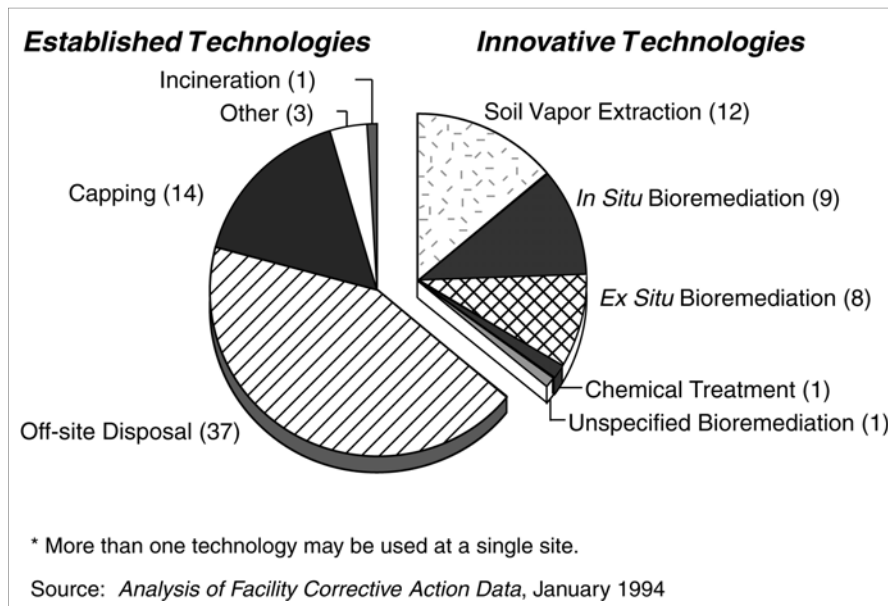 Established Technologies
Innovative Technologies
Incineration (1)
Other (3)
Capping (14)
Off-site Disposal (37)
Soil Vapor Extraction (12)
In Situ Bioremediation (9)
Ex Situ Bioremediation (8)
Chemical Treatment (1)
Unspecified Bioremediation (1)
* More than one technology may be used at a single site.
Source: Analysis of Facility Corrective Action Data, January 1994